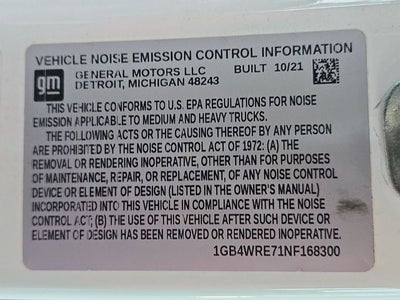 VEHICLE NOISE EMISSION CONTROL INFORMATION
gm GENERAL MOTORS LLC BUILT 10/21
DETROIT, MICHIGAN 48243
THIS VEHICLE CONFORMS TO U.S. EPA REGULATIONS FOR NOISE
EMISSION APPLICABLE TO MEDIUM AND HEAVY TRUCKS.
THE FOLLOWING ACTS OR THE CAUSING THEREOF BY ANY PERSON
ARE PROHIBITED BY THE NOISE CONTROL ACT OF 1972: (A) THE
REMOVAL OR RENDERING INOPERATIVE, OTHER THAN FOR PURPOSES
OF MAINTENANCE, REPAIR, OR REPLACEMENT, OF ANY NOISE CONTROL
DEVICE OR ELEMENT OF DESIGN (LISTED IN THE OWNER'S MANUAL)
INCORPORATED INTO THIS VEHICLE IN COMPLIANCE WITH THE NOISE
CONTROL ACT; (B) THE USE OF THIS VEHICLE AFTER SUCH DEVICE OR
ELEMENT OF DESIGN HAS BEEN REMOVED OR RENDERED INOPERATIVE.
1GB4WRE71NF168300